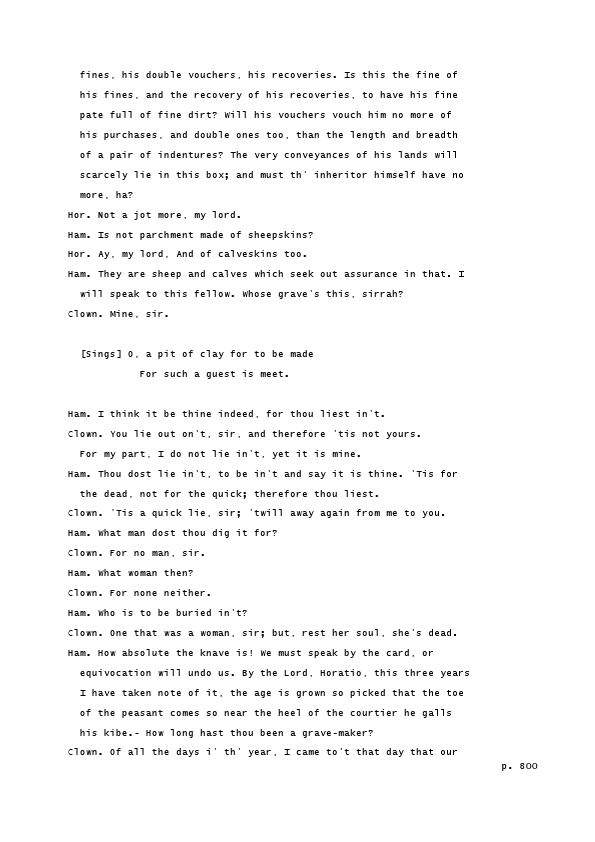 fines, his double vouchers, his recoveries. Is this the fine of
his fines, and the recovery of his recoveries, to have his fine
pate full of fine dirt? Will his vouchers vouch him no more of
his purchases, and double ones too, than the length and breadth
of a pair of indentures? The very conveyances of his lands will
scarcely lie in this box; and must th' inheritor himself have no
more, ha?
Hor. Not a jot more, my lord.
Ham. Is not parchment made of sheepskins?
Hor. Ay, my lord, And of calveskins too.
Ham. They are sheep and calves which seek out assurance in that. I
will speak to this fellow. Whose grave's this, sirrah?
Clown. Mine, sir.

[Sings] O, a pit of clay for to be made
For such a guest is meet.

Ham. I think it be thine indeed, for thou liest in't.
Clown. You lie out on't, sir, and therefore 'tis not yours.
For my part, I do not lie in't, yet it is mine.
Ham. Thou dost lie in't, to be in't and say it is thine. 'Tis for
the dead, not for the quick; therefore thou liest.
Clown. 'Tis a quick lie, sir; 'twill away again from me to you.
Ham. What man dost thou dig it for?
Clown. For no man, sir.
Ham. What woman then?
Clown. For none neither.
Ham. Who is to be buried in't?
Clown. One that was a woman, sir; but, rest her soul, she's dead.
Ham. How absolute the knave is! We must speak by the card, or
equivocation will undo us. By the Lord, Horatio, this three years
I have taken note of it, the age is grown so picked that the toe
of the peasant comes so near the heel of the courtier he galls
his kibe.- How long hast thou been a grave-maker?
Clown. Of all the days i' th' year, I came to't that day that our
p. 800